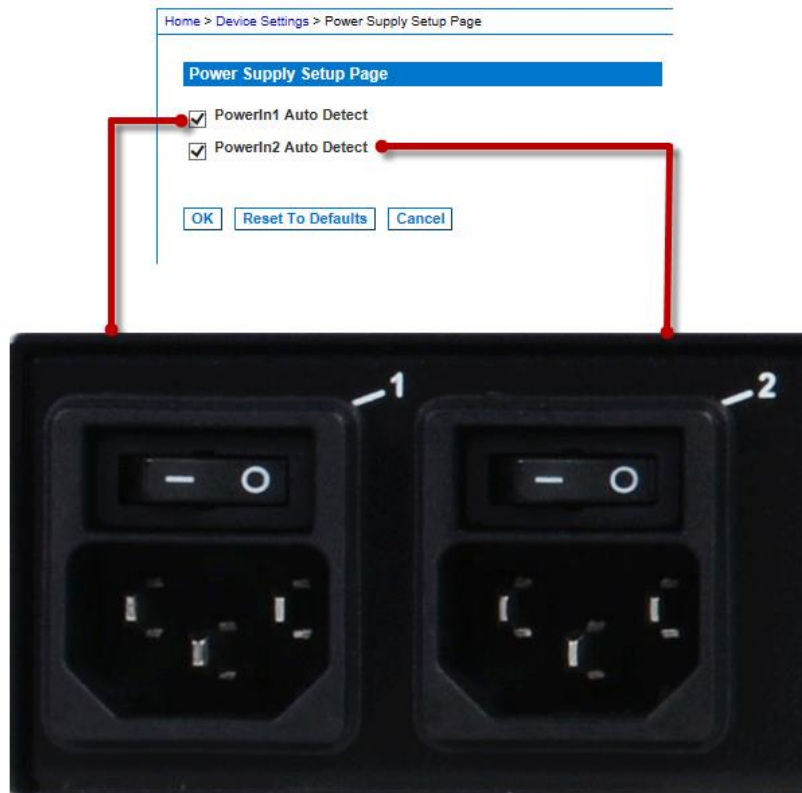 Home > Device Settings > Power Supply Setup Page
Power Supply Setup Page
PowerIn1 Auto Detect
PowerIn2 Auto Detect
OK Reset To Defaults Cancel
1
2